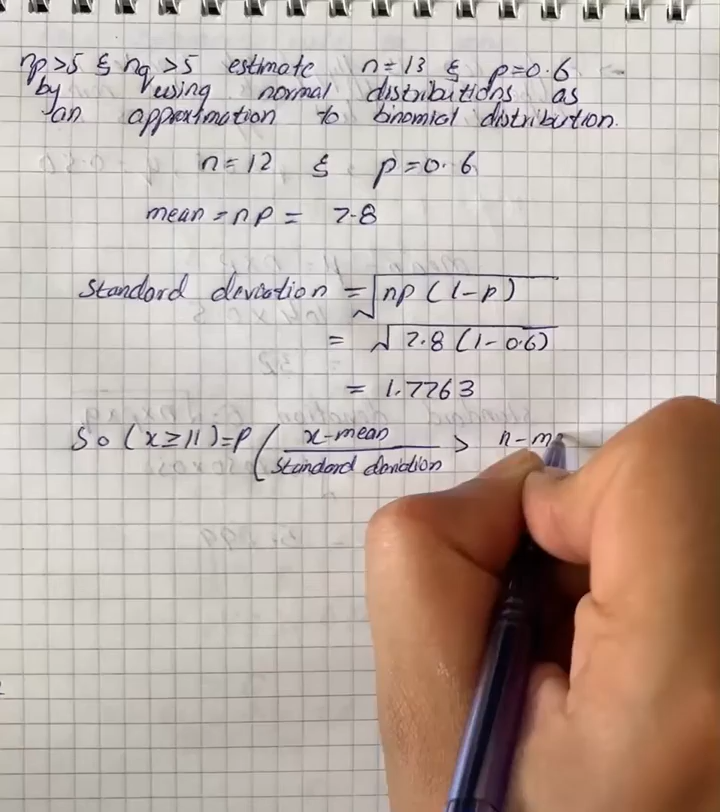 np >5 & nq >5 estimate n=13 & p=0.6
by using normal distributions as
an approximation to binomial distribution.
n=12 & p=0.6
mean = np = 7.8
Standard deviation = √np(1-p)
= √7.8(1-0.6)
= 1.7763
So (x≥11)=P( x-mean / standard deviation > n-m